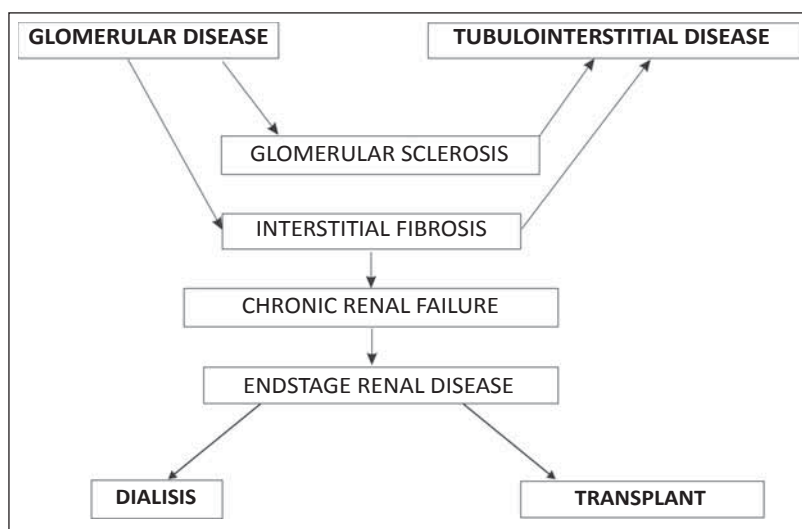 GLOMERULAR DISEASE
TUBULOINTERSTITIAL DISEASE
GLOMERULAR SCLEROSIS
INTERSTITIAL FIBROSIS
CHRONIC RENAL FAILURE
ENDSTAGE RENAL DISEASE
DIALISIS
TRANSPLANT